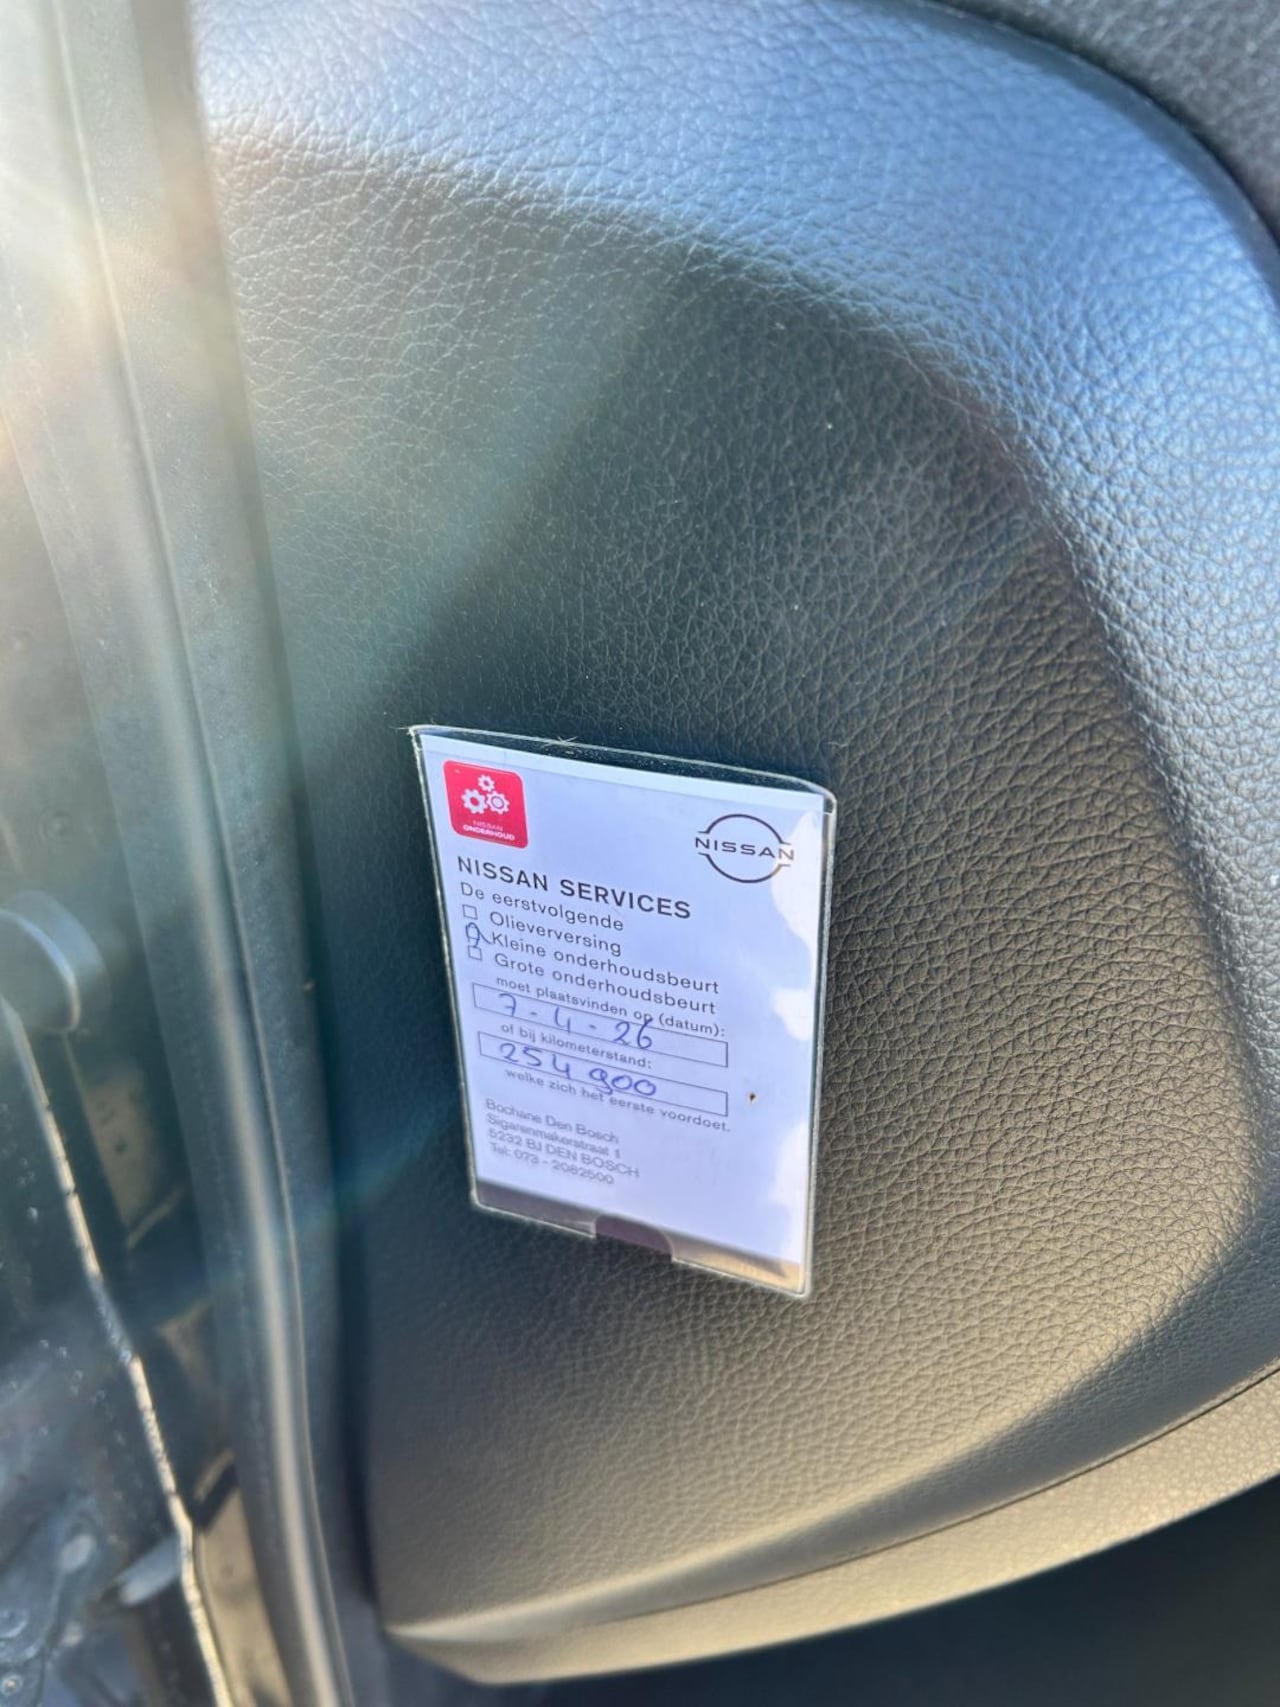 NISSAN
ONDERHOUD
NISSAN
NISSAN SERVICES
De eerstvolgende
Olieverversing
Kleine onderhoudsbeurt
Grote onderhoudsbeurt
moet plaatsvinden op (datum):
7-4-26
of bij kilometerstand:
254 900
welke zich het eerste voordoet.
Bochane Den Bosch
Sigarenmakerstraat 1
5232 BJ DEN BOSCH
Tel: 073 - 2082500